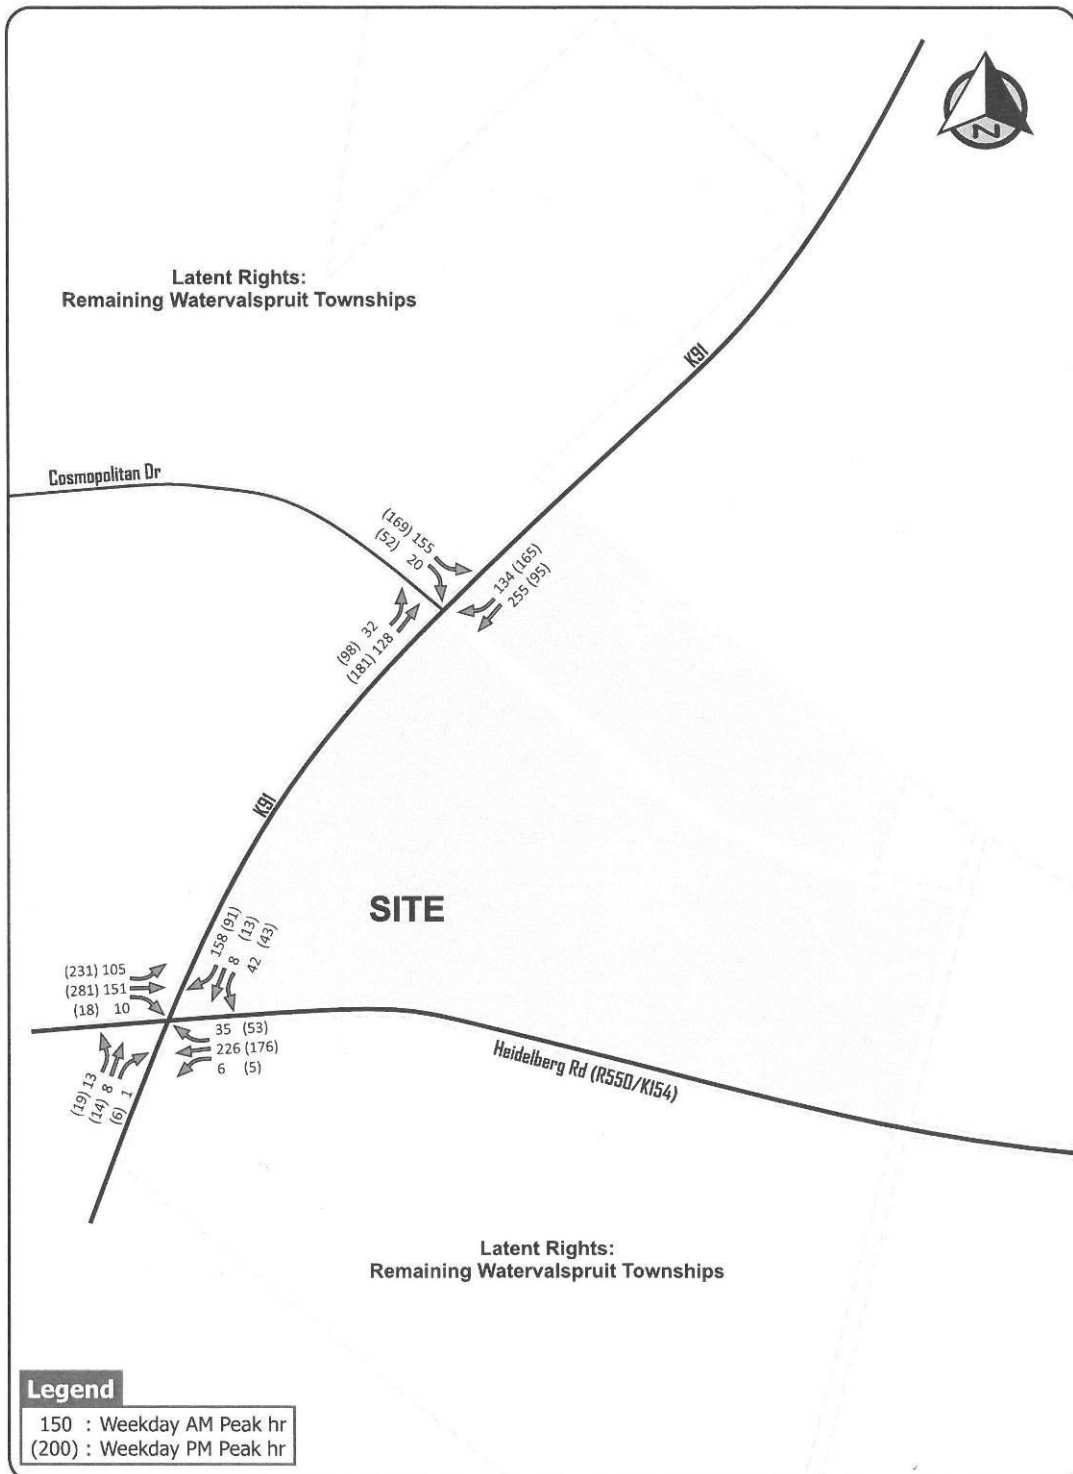 N
Latent Rights:
Remaining Watervalspruit Townships
K91
Cosmopolitan Dr
(169) 155
(52) 20
134 (165)
255 (95)
(98) 32
(181) 128
K91
SITE
158 (91)
8 (13)
42 (43)
(231) 105
(281) 151
(18) 10
35 (53)
226 (176)
6 (5)
(19) 13
(14) 8
(6) 1
Heidelberg Rd (R550/K154)
Latent Rights:
Remaining Watervalspruit Townships
Legend
150 : Weekday AM Peak hr
(200) : Weekday PM Peak hr